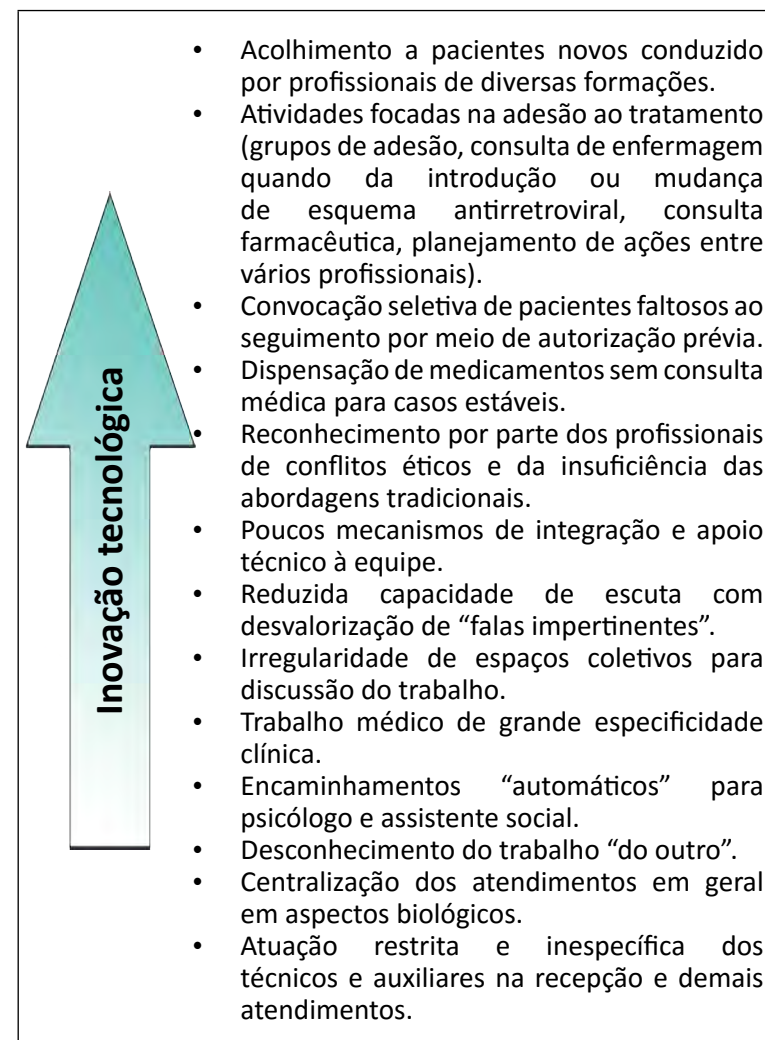 • Acolhimento a pacientes novos conduzido
por profissionais de diversas formações.
• Atividades focadas na adesão ao tratamento
(grupos de adesão, consulta de enfermagem
quando da introdução ou mudança
de esquema antirretroviral, consulta
farmacêutica, planejamento de ações entre
vários profissionais).
• Convocação seletiva de pacientes faltosos ao
seguimento por meio de autorização prévia.
• Dispensação de medicamentos sem consulta
médica para casos estáveis.
• Reconhecimento por parte dos profissionais
de conflitos éticos e da insuficiência das
abordagens tradicionais.
• Poucos mecanismos de integração e apoio
técnico à equipe.
• Reduzida capacidade de escuta com
desvalorização de “falas impertinentes”.
• Irregularidade de espaços coletivos para
discussão do trabalho.
• Trabalho médico de grande especificidade
clínica.
• Encaminhamentos “automáticos” para
psicólogo e assistente social.
• Desconhecimento do trabalho “do outro”.
• Centralização dos atendimentos em geral
em aspectos biológicos.
• Atuação restrita e inespecífica dos
técnicos e auxiliares na recepção e demais
atendimentos.
Inovação tecnológica